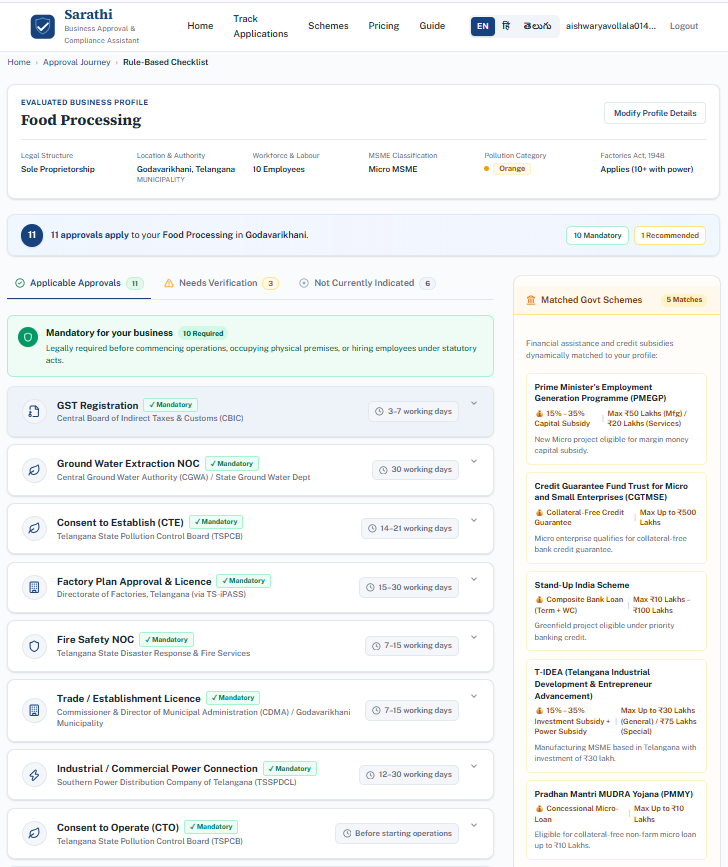 Sarathi
Business Approval &
Compliance Assistant
Home
Track
Applications
Schemes
Pricing
Guide
EN
हिं
తెలుగు
aishwaryavollala014...
Logout
Home › Approval Journey › Rule-Based Checklist
EVALUATED BUSINESS PROFILE
Food Processing
Modify Profile Details
Legal Structure
Sole Proprietorship
Location & Authority
Godavarikhani, Telangana
MUNICIPALITY
Workforce & Labour
10 Employees
MSME Classification
Micro MSME
Pollution Category
Orange
Factories Act, 1948
Applies (10+ with power)
11 11 approvals apply to your Food Processing in Godavarikhani.
10 Mandatory
1 Recommended
Applicable Approvals 11
Needs Verification 3
Not Currently Indicated 6
Mandatory for your business 10 Required
Legally required before commencing operations, occupying physical premises, or hiring employees under statutory
acts.
GST Registration ✓ Mandatory
Central Board of Indirect Taxes & Customs (CBIC)
3–7 working days
Ground Water Extraction NOC ✓ Mandatory
Central Ground Water Authority (CGWA) / State Ground Water Dept
30 working days
Consent to Establish (CTE) ✓ Mandatory
Telangana State Pollution Control Board (TSPCB)
14–21 working days
Factory Plan Approval & Licence ✓ Mandatory
Directorate of Factories, Telangana (via TS-iPASS)
15–30 working days
Fire Safety NOC ✓ Mandatory
Telangana State Disaster Response & Fire Services
7–15 working days
Trade / Establishment Licence ✓ Mandatory
Commissioner & Director of Municipal Administration (CDMA) / Godavarikhani
Municipality
7–15 working days
Industrial / Commercial Power Connection ✓ Mandatory
Southern Power Distribution Company of Telangana (TSSPDCL)
12–30 working days
Consent to Operate (CTO) ✓ Mandatory
Telangana State Pollution Control Board (TSPCB)
Before starting operations
Matched Govt Schemes
5 Matches
Financial assistance and credit subsidies
dynamically matched to your profile:
Prime Minister's Employment
Generation Programme (PMEGP)
15% – 35%
Capital Subsidy
Max ₹50 Lakhs (Mfg) /
₹20 Lakhs (Services)
New Micro project eligible for margin money
capital subsidy.
Credit Guarantee Fund Trust for Micro
and Small Enterprises (CGTMSE)
Collateral-Free Credit
Guarantee
Max Up to ₹500
Lakhs
Micro enterprise qualifies for collateral-free
bank credit guarantee.
Stand-Up India Scheme
Composite Bank Loan
(Term + WC)
Max ₹10 Lakhs –
₹100 Lakhs
Greenfield project eligible under priority
banking credit.
T-IDEA (Telangana Industrial
Development & Entrepreneur
Advancement)
15% – 35%
Investment Subsidy +
Power Subsidy
Max Up to ₹30 Lakhs
(General) / ₹75 Lakhs
(Special)
Manufacturing MSME based in Telangana with
investment of ₹30 lakh.
Pradhan Mantri MUDRA Yojana (PMMY)
Concessional Micro-
Loan
Max Up to ₹10
Lakhs
Eligible for collateral-free non-farm micro loan
up to ₹10 Lakhs.